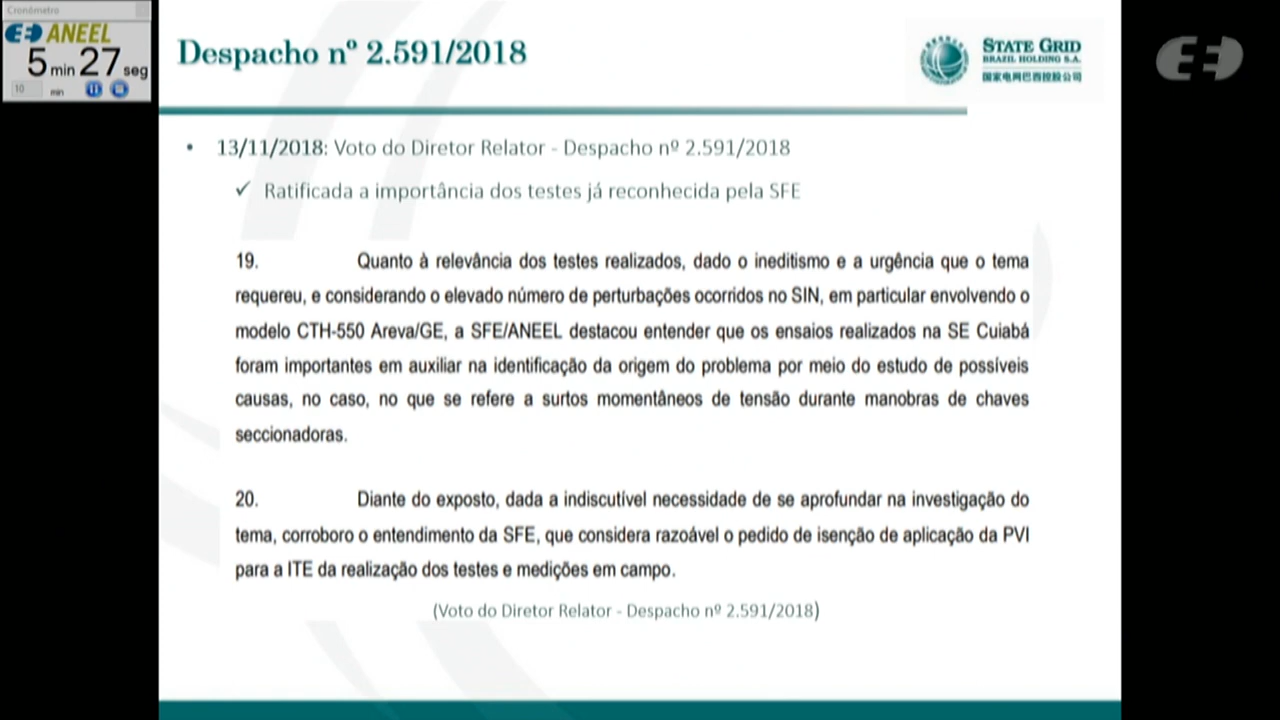 Cronômetro
ANEEL
5 min 27 seg
10 min
Despacho nº 2.591/2018
STATE GRID
BRAZIL HOLDING S.A.
国家电网巴西控股公司
• 13/11/2018: Voto do Diretor Relator - Despacho nº 2.591/2018
✓ Ratificada a importância dos testes já reconhecida pela SFE
19. Quanto à relevância dos testes realizados, dado o ineditismo e a urgência que o tema
requereu, e considerando o elevado número de perturbações ocorridos no SIN, em particular envolvendo o
modelo CTH-550 Areva/GE, a SFE/ANEEL destacou entender que os ensaios realizados na SE Cuiabá
foram importantes em auxiliar na identificação da origem do problema por meio do estudo de possíveis
causas, no caso, no que se refere a surtos momentâneos de tensão durante manobras de chaves
seccionadoras.
20. Diante do exposto, dada a indiscutível necessidade de se aprofundar na investigação do
tema, corroboro o entendimento da SFE, que considera razoável o pedido de isenção de aplicação da PVI
para a ITE da realização dos testes e medições em campo.
(Voto do Diretor Relator - Despacho nº 2.591/2018)